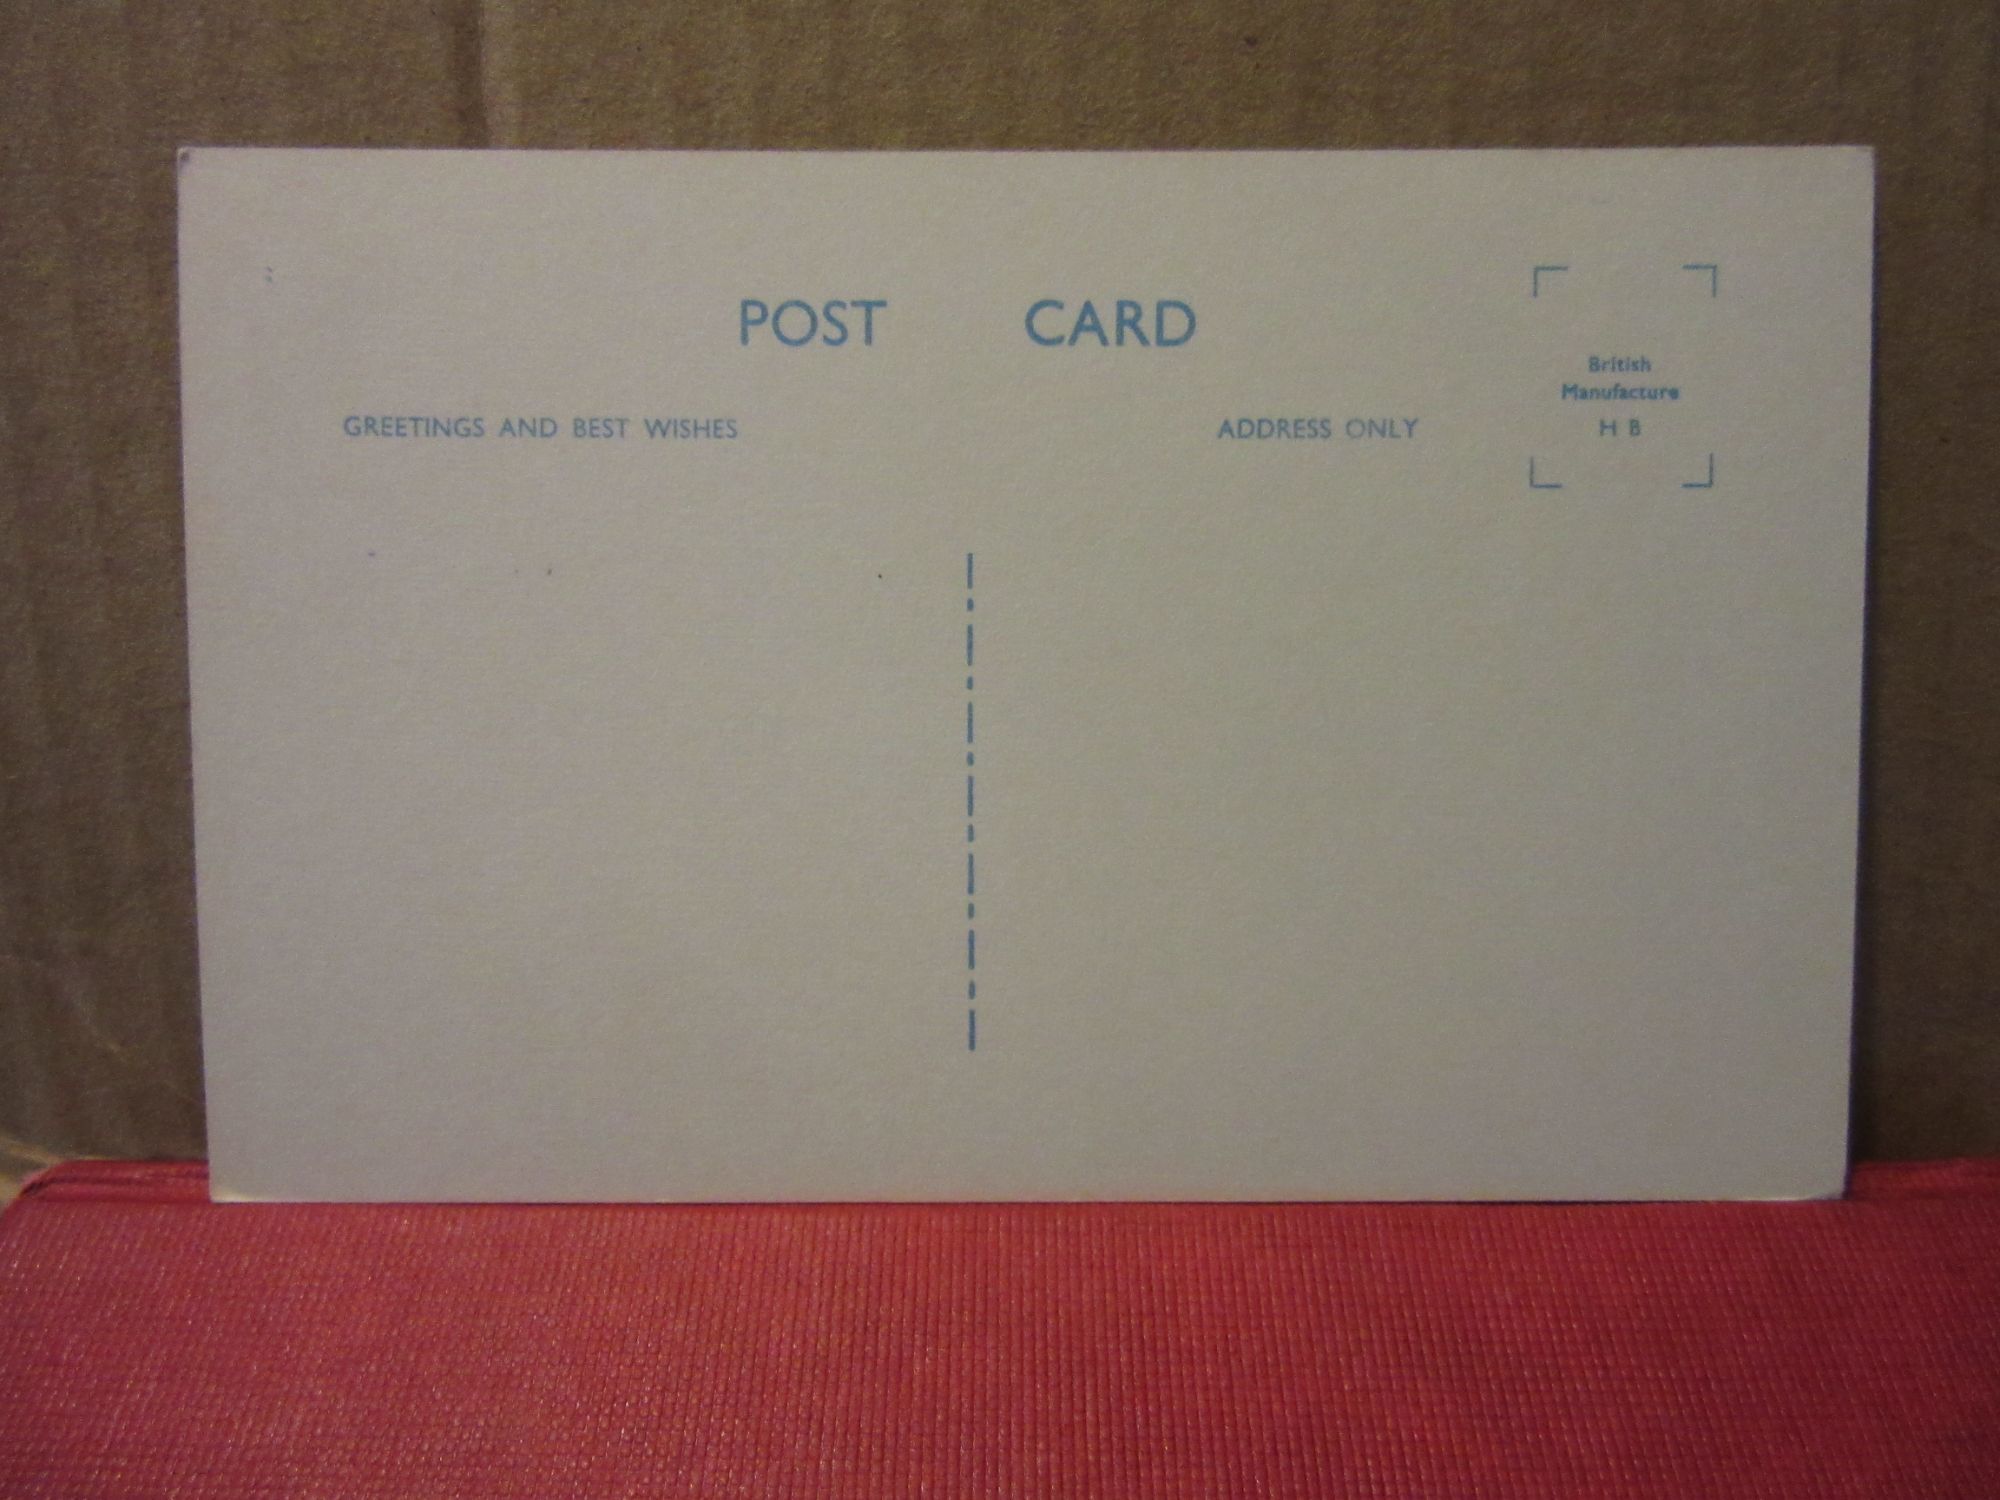 POST CARD
GREETINGS AND BEST WISHES
ADDRESS ONLY
British
Manufacture
H B